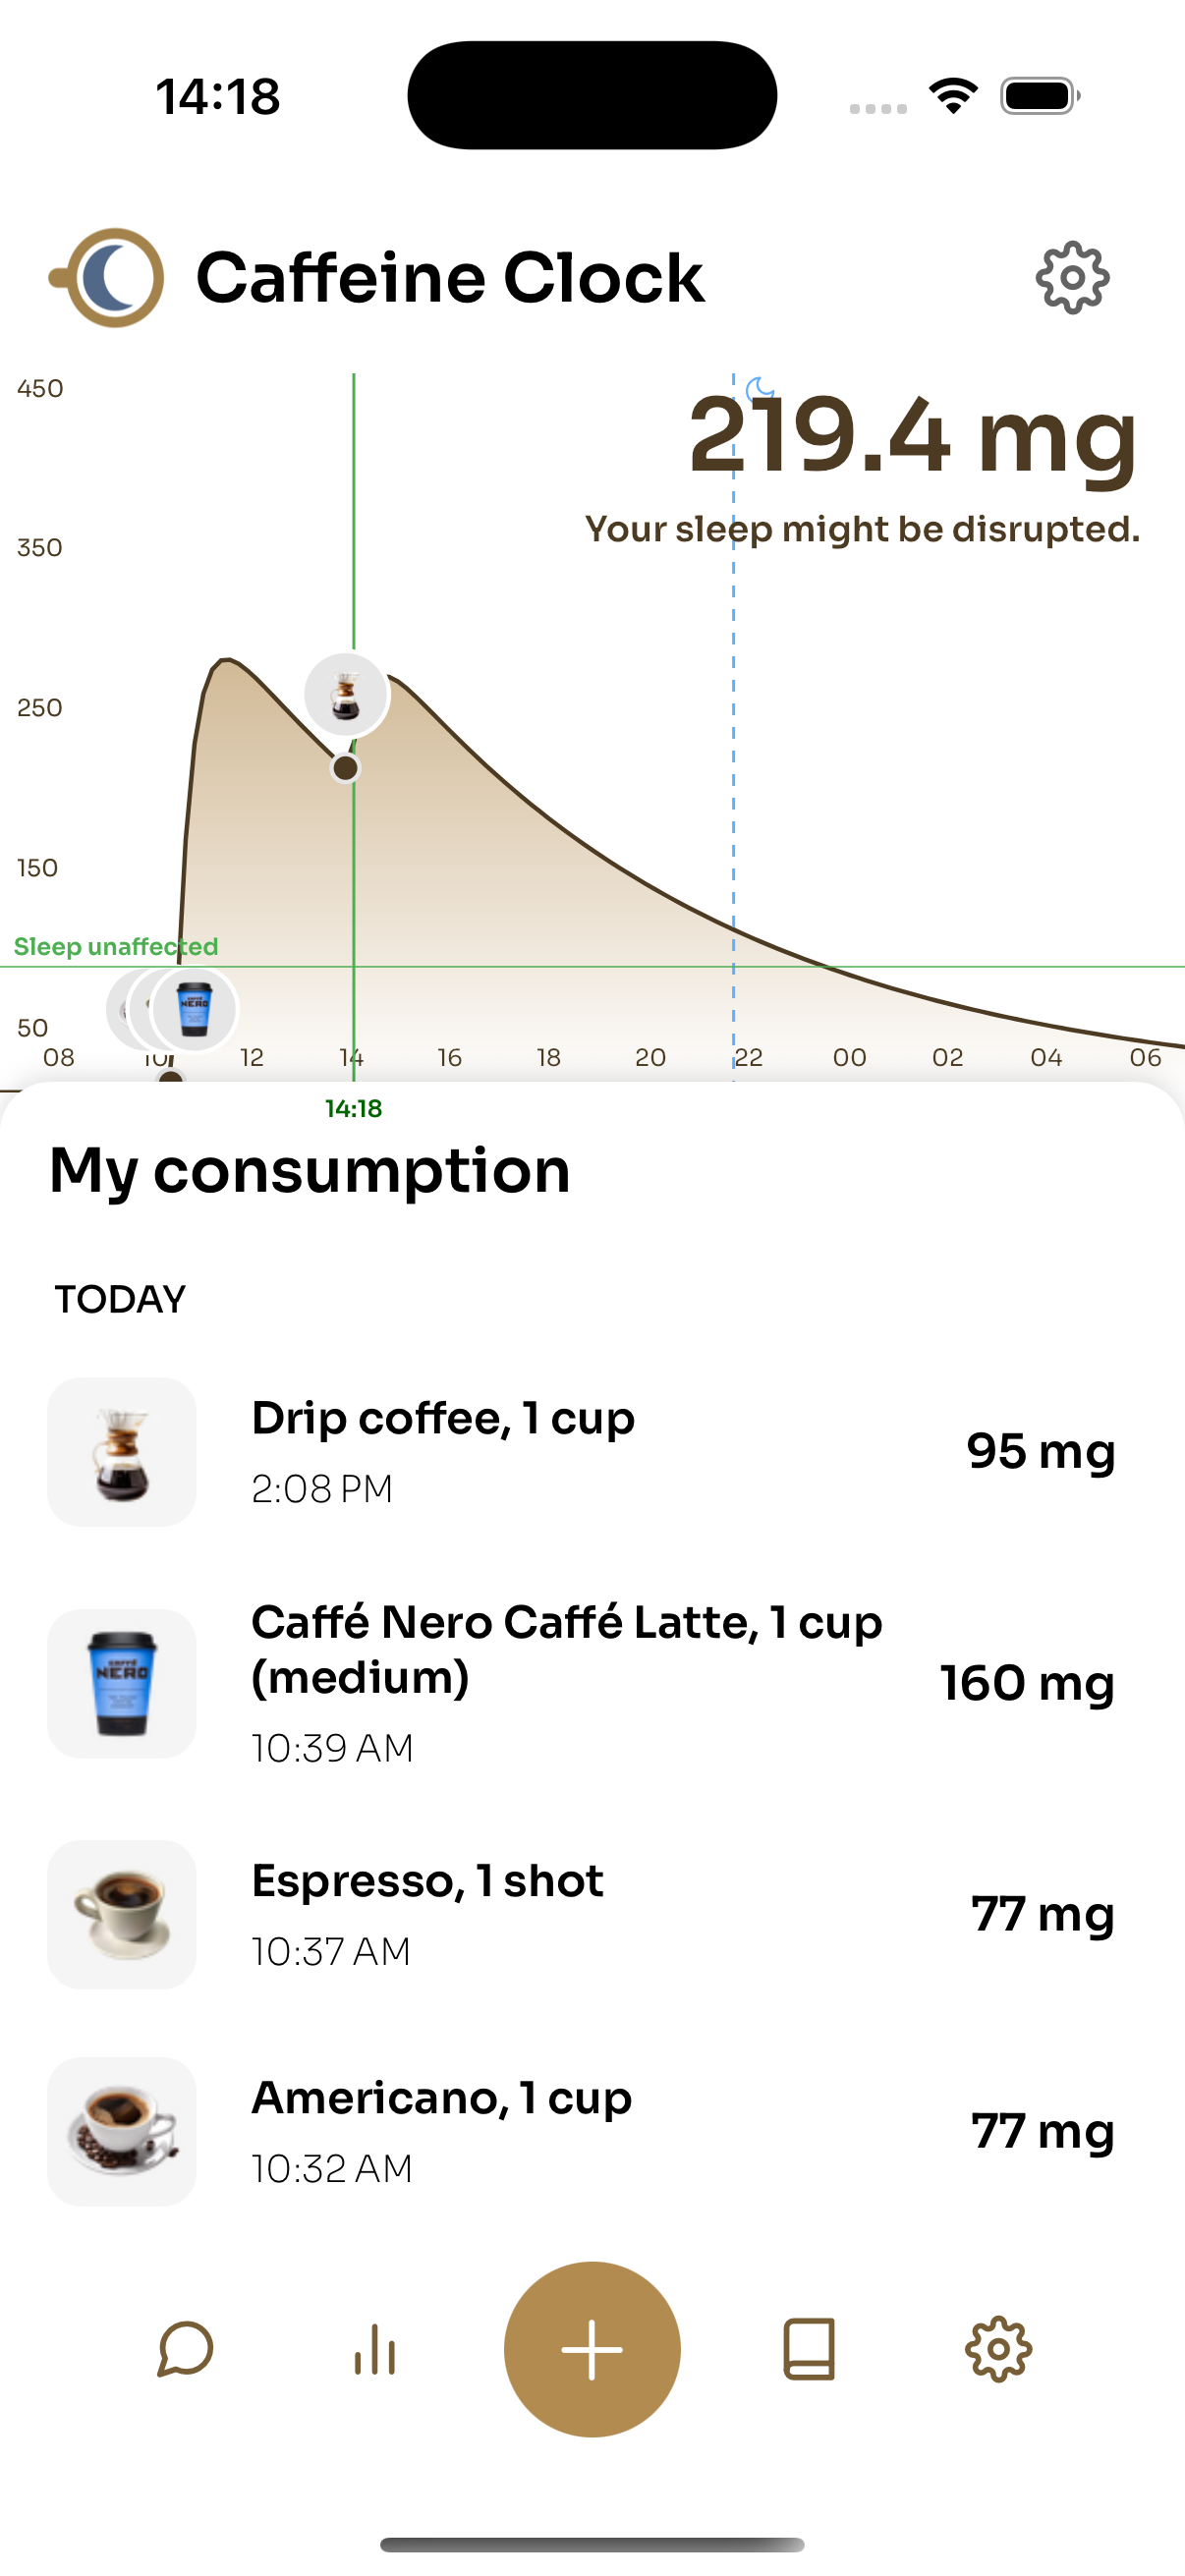 14:18
Caffeine Clock
450
219.4 mg
Your sleep might be disrupted.
350
250
150
Sleep unaffected
50
08 10 12 14 16 18 20 22 00 02 04 06
14:18
My consumption
TODAY
Drip coffee, 1 cup
2:08 PM
95 mg
caffè
NERO
Caffé Nero Caffé Latte, 1 cup
(medium)
10:39 AM
160 mg
Espresso, 1 shot
10:37 AM
77 mg
Americano, 1 cup
10:32 AM
77 mg